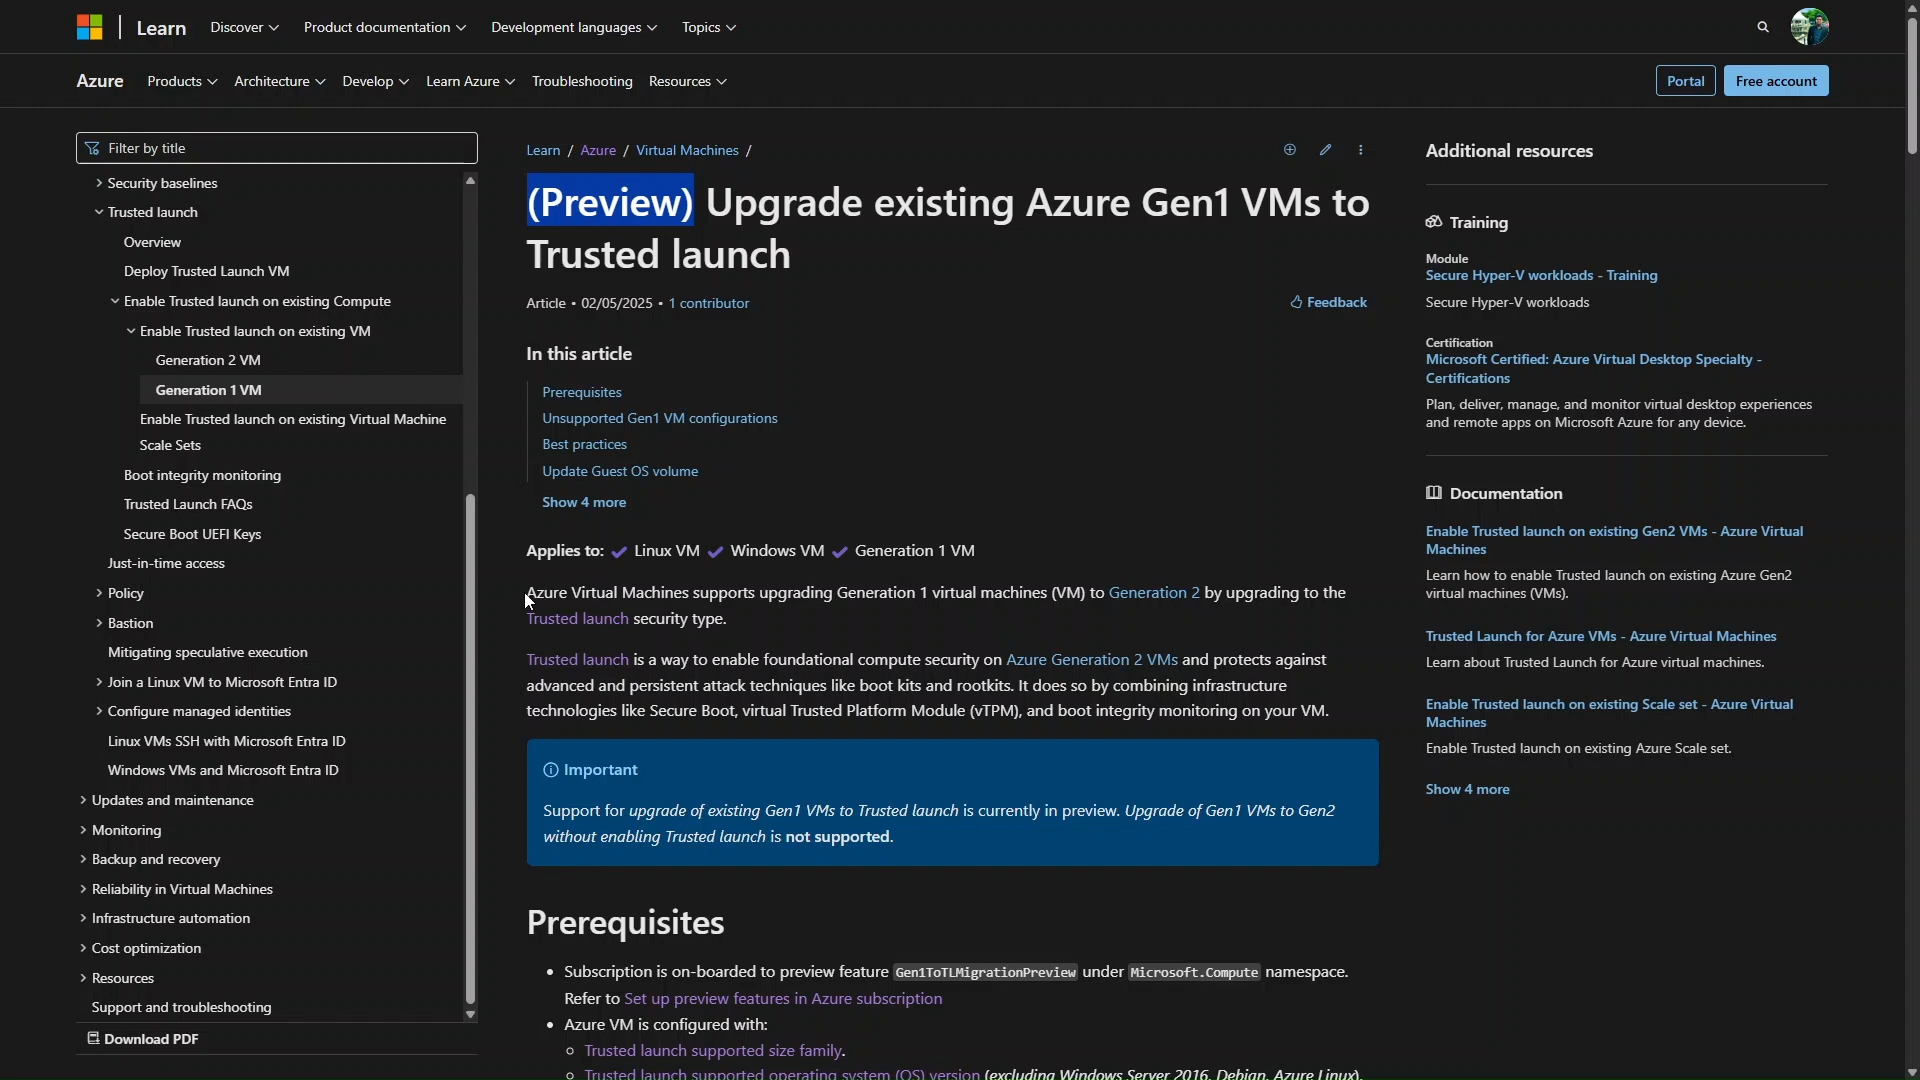 Learn Discover Product documentation Development languages Topics
Azure Products Architecture Develop Learn Azure Troubleshooting Resources Portal Free account
Filter by title
Security baselines
Trusted launch
Overview
Deploy Trusted Launch VM
Enable Trusted launch on existing Compute
Enable Trusted launch on existing VM
Generation 2 VM
Generation 1 VM
Enable Trusted launch on existing Virtual Machine
Scale Sets
Boot integrity monitoring
Trusted Launch FAQs
Secure Boot UEFI Keys
Just-in-time access
Policy
Bastion
Mitigating speculative execution
Join a Linux VM to Microsoft Entra ID
Configure managed identities
Linux VMs SSH with Microsoft Entra ID
Windows VMs and Microsoft Entra ID
Updates and maintenance
Monitoring
Backup and recovery
Reliability in Virtual Machines
Infrastructure automation
Cost optimization
Resources
Support and troubleshooting
Download PDF
Learn / Azure / Virtual Machines /
(Preview) Upgrade existing Azure Gen1 VMs to
Trusted launch
Article • 02/05/2025 • 1 contributor
Feedback
In this article
Prerequisites
Unsupported Gen1 VM configurations
Best practices
Update Guest OS volume
Show 4 more
Applies to: ✔ Linux VM ✔ Windows VM ✔ Generation 1 VM
Azure Virtual Machines supports upgrading Generation 1 virtual machines (VM) to Generation 2 by upgrading to the
Trusted launch security type.
Trusted launch is a way to enable foundational compute security on Azure Generation 2 VMs and protects against
advanced and persistent attack techniques like boot kits and rootkits. It does so by combining infrastructure
technologies like Secure Boot, virtual Trusted Platform Module (vTPM), and boot integrity monitoring on your VM.
Important
Support for upgrade of existing Gen1 VMs to Trusted launch is currently in preview. Upgrade of Gen1 VMs to Gen2
without enabling Trusted launch is not supported.
Prerequisites
• Subscription is on-boarded to preview feature Gen1ToTLMigrationPreview under Microsoft.Compute namespace.
Refer to Set up preview features in Azure subscription
• Azure VM is configured with:
Trusted launch supported size family.
Trusted launch supported operating system (OS) version (excluding Windows Server 2016, Debian, Azure Linux).
Additional resources
Training
Module
Secure Hyper-V workloads - Training
Secure Hyper-V workloads
Certification
Microsoft Certified: Azure Virtual Desktop Specialty -
Certifications
Plan, deliver, manage, and monitor virtual desktop experiences
and remote apps on Microsoft Azure for any device.
Documentation
Enable Trusted launch on existing Gen2 VMs - Azure Virtual
Machines
Learn how to enable Trusted launch on existing Azure Gen2
virtual machines (VMs).
Trusted Launch for Azure VMs - Azure Virtual Machines
Learn about Trusted Launch for Azure virtual machines.
Enable Trusted launch on existing Scale set - Azure Virtual
Machines
Enable Trusted launch on existing Azure Scale set.
Show 4 more